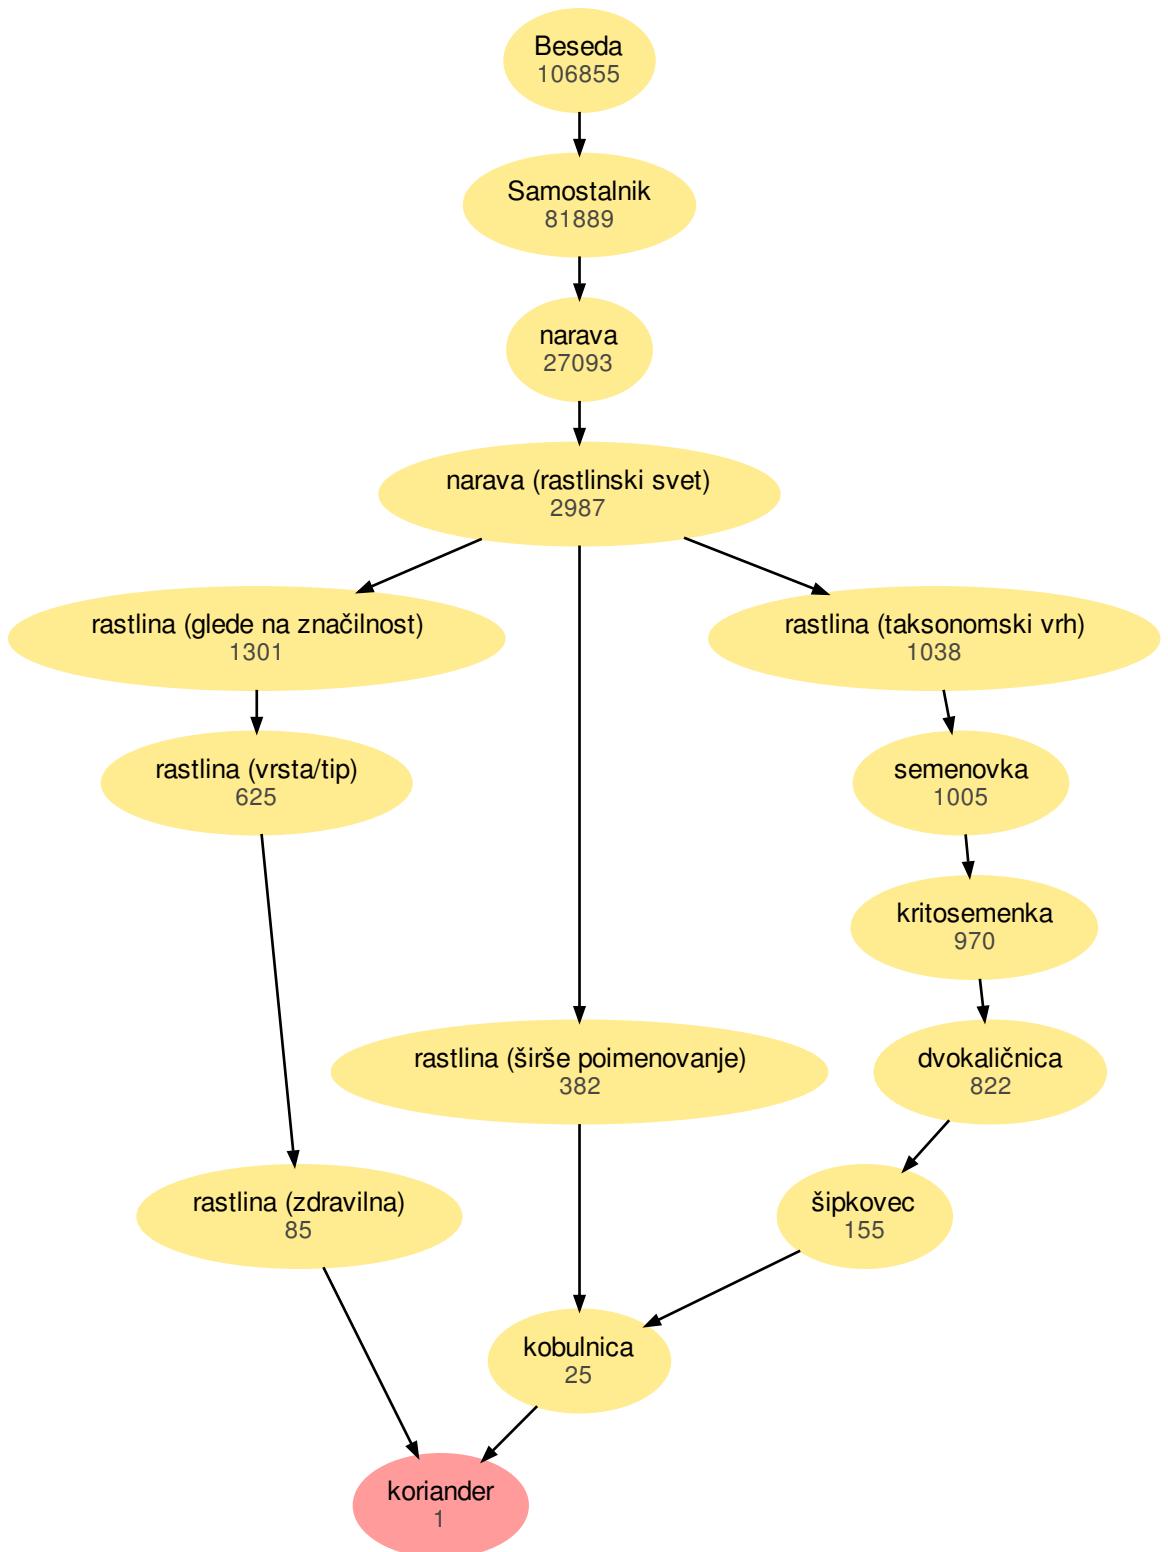 Beseda
106855
Samostalnik
81889
narava
27093
narava (rastlinski svet)
2987
rastlina (glede na značilnost)
1301
rastlina (taksonomski vrh)
1038
rastlina (vrsta/tip)
625
semenovka
1005
kritosemenka
970
rastlina (širše poimenovanje)
382
dvokaličnica
822
rastlina (zdravilna)
85
šipkovec
155
kobulnica
25
koriander
1